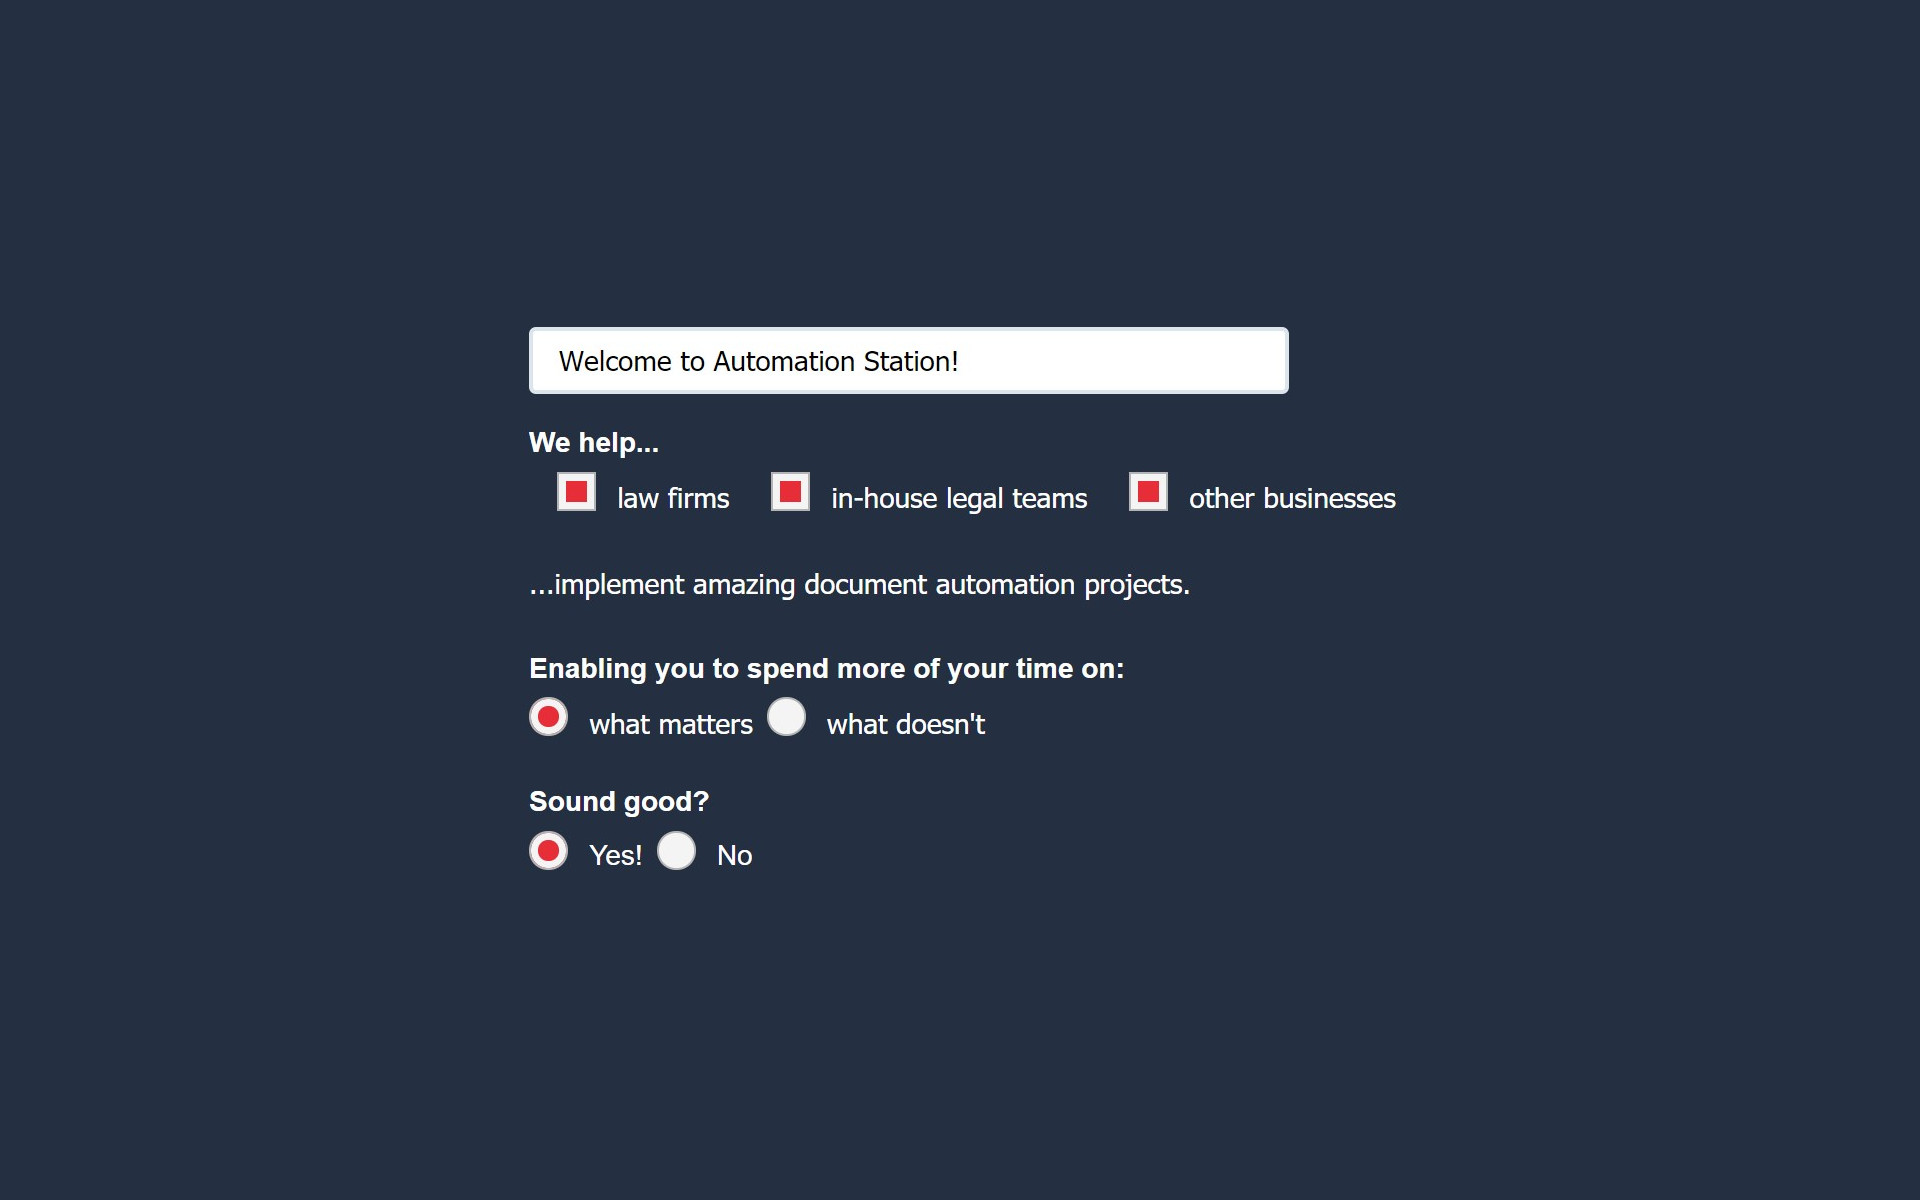 Welcome to Automation Station!
We help...
law firms in-house legal teams other businesses
...implement amazing document automation projects.
Enabling you to spend more of your time on:
what matters what doesn't
Sound good?
Yes! No